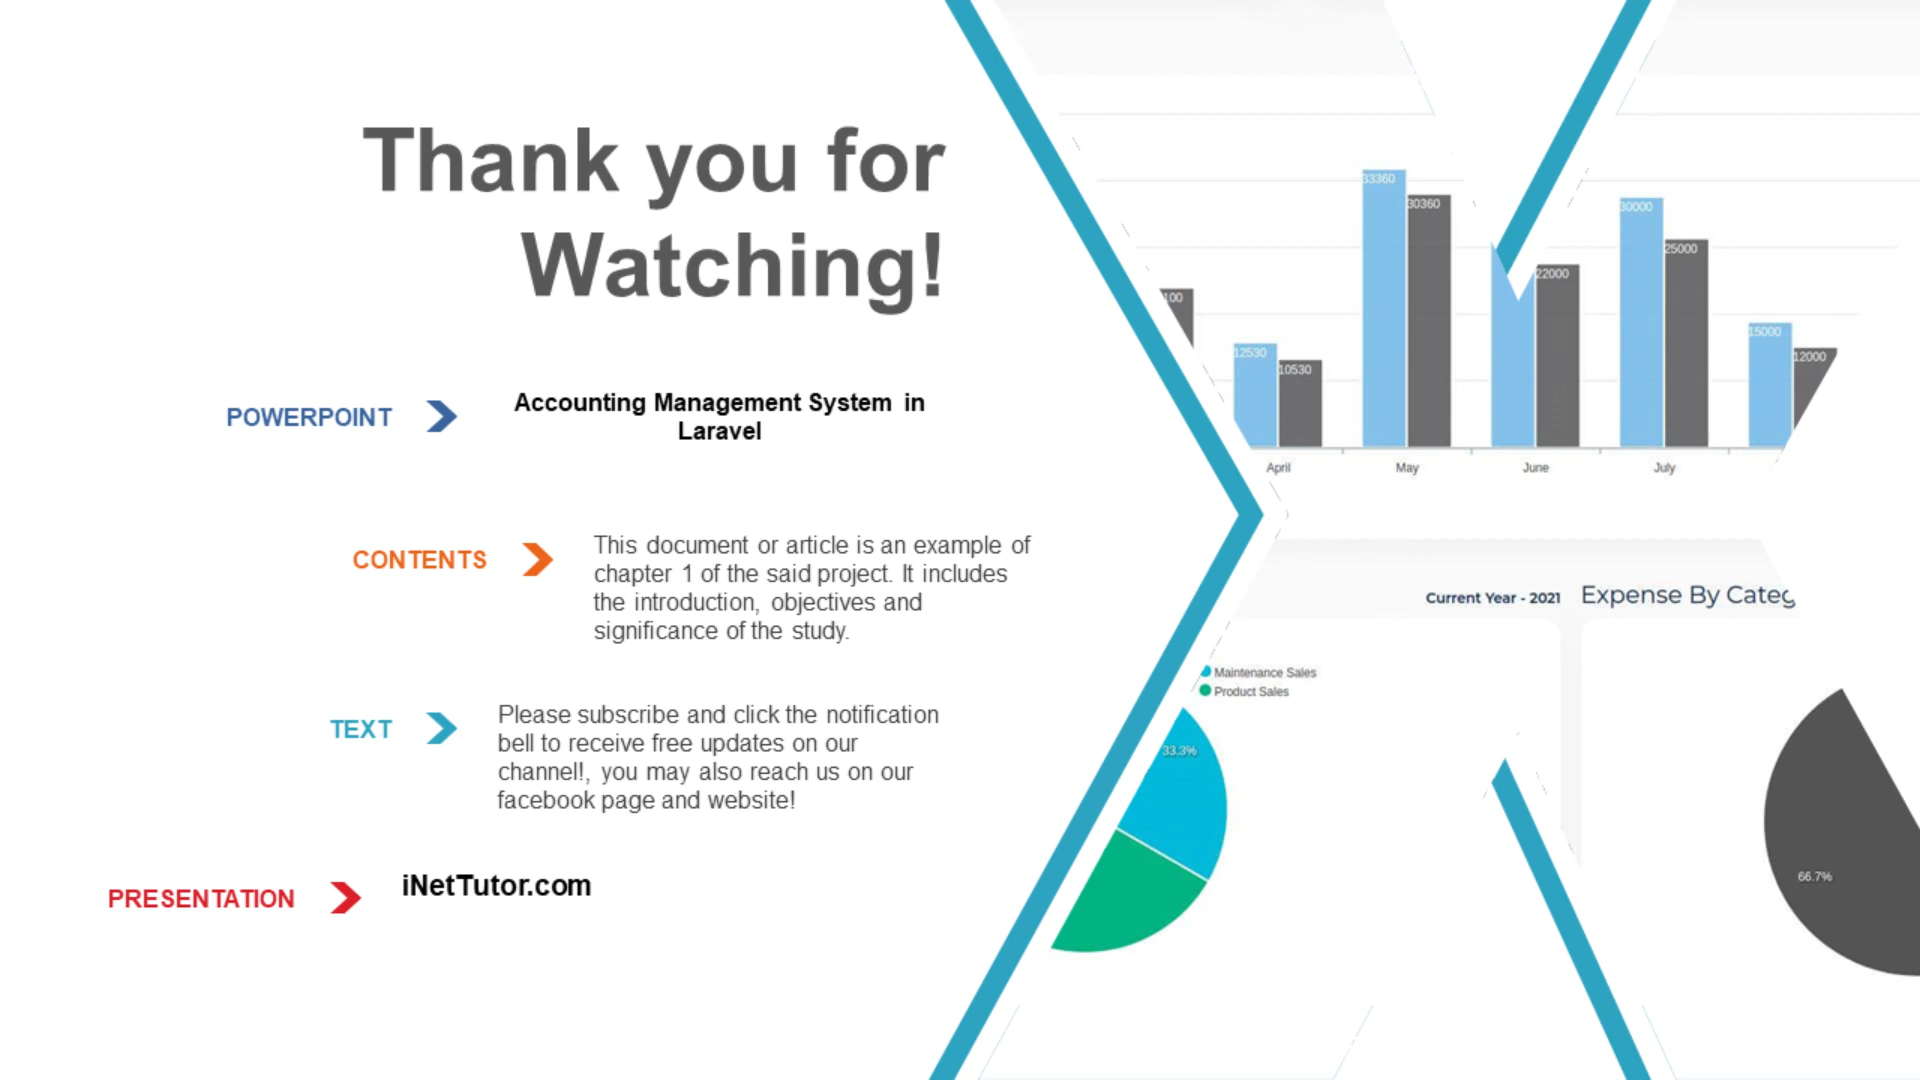 Thank you for
Watching!
POWERPOINT
Accounting Management System in
Laravel
CONTENTS
This document or article is an example of
chapter 1 of the said project. It includes
the introduction, objectives and
significance of the study.
TEXT
Please subscribe and click the notification
bell to receive free updates on our
channel!, you may also reach us on our
facebook page and website!
PRESENTATION
iNetTutor.com
100
12530
10530
33360
30360
22000
30000
25000
15000
12000
April
May
June
July
Current Year - 2021
Expense By Categ
Maintenance Sales
Product Sales
33.3%
66.7%